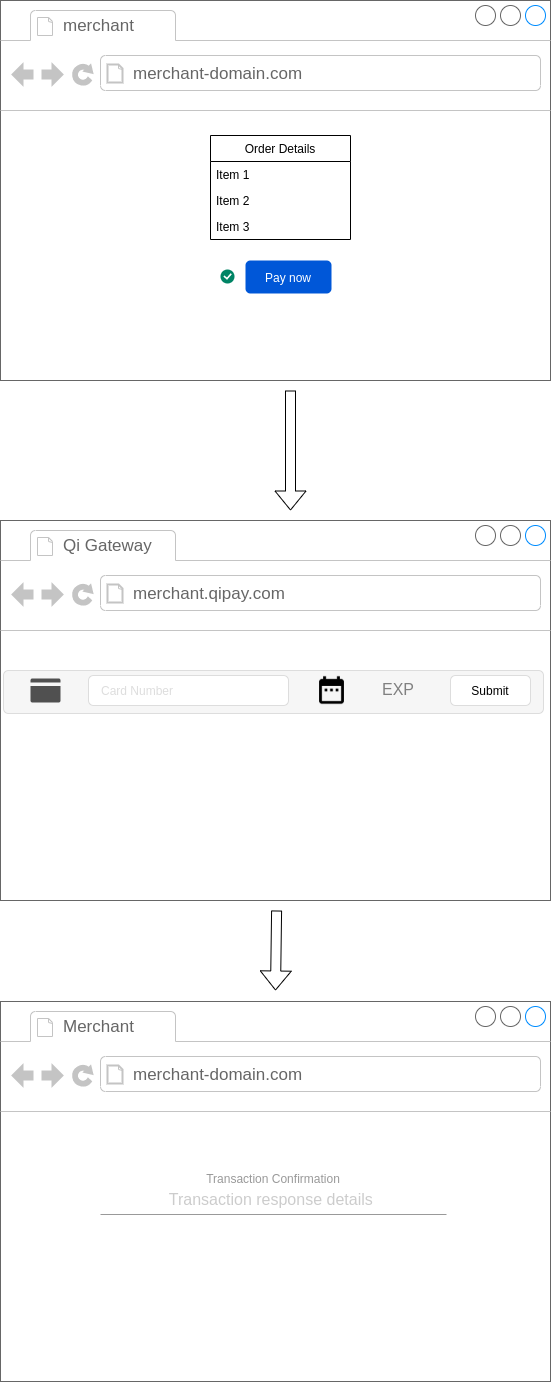 merchant
merchant-domain.com
Order Details
Item 1
Item 2
Item 3
Pay now
Qi Gateway
merchant.qipay.com
Card Number
EXP
Submit
Merchant
merchant-domain.com
Transaction Confirmation
Transaction response details